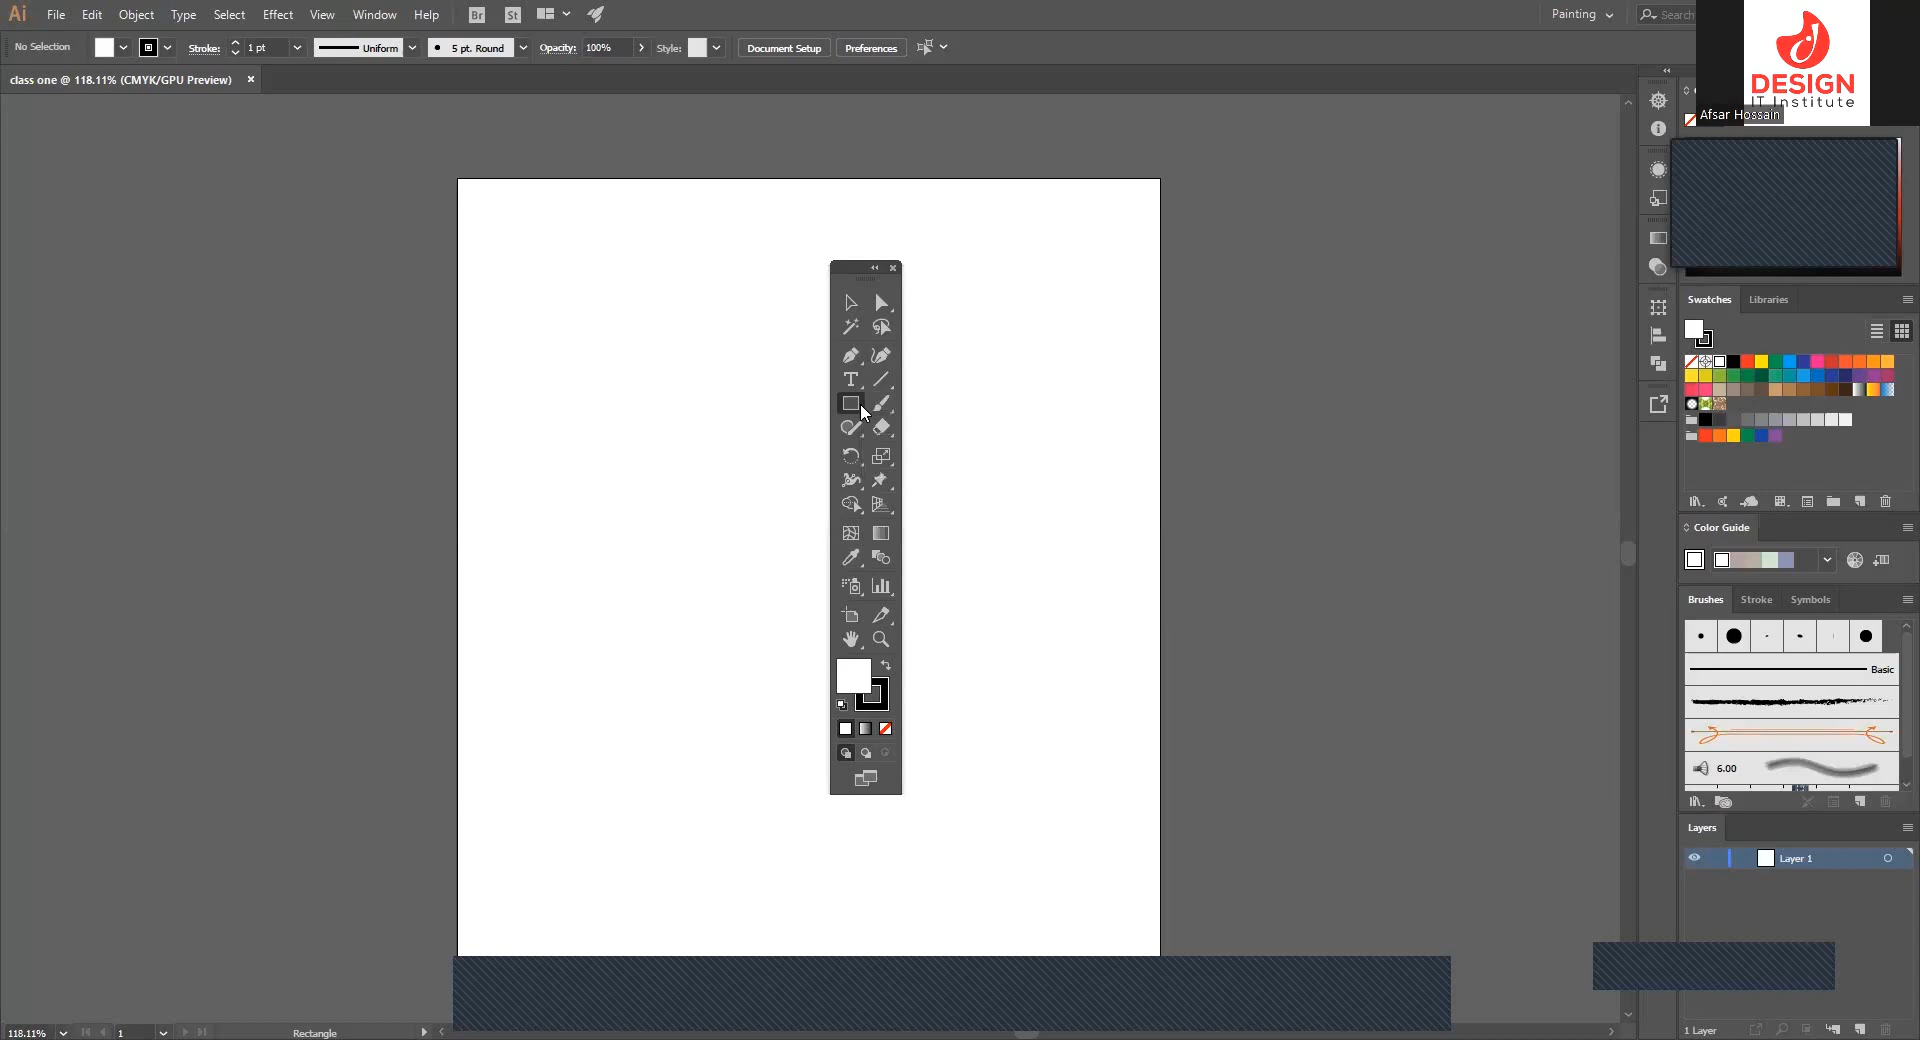 Ai File Edit Object Type Select Effect View Window Help Br St Painting Search
No Selection Stroke: 1 pt Uniform 5 pt. Round Opacity: 100% Style: Document Setup Preferences
class one @ 118.11% (CMYK/GPU Preview)
DESIGN
IT Institute
Afsar Hossain
Swatches Libraries
Color Guide
Brushes Stroke Symbols
Basic
6.00
Layers
Layer 1
118.11% 1 Rectangle 1 Layer